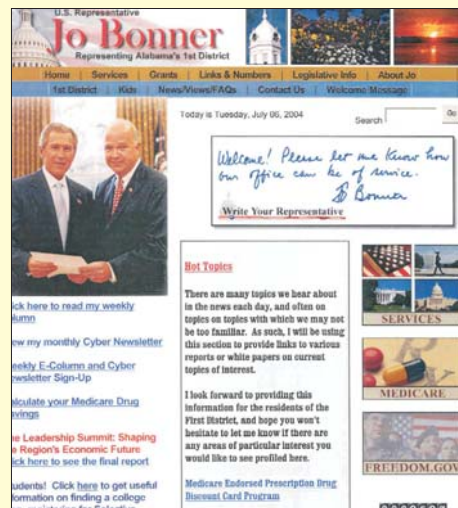 U.S. Representative
Jo Bonner
Representing Alabama's 1st District
Home | Services | Grants | Links & Numbers | Legislative Info | About Jo
1st District | Kids | News/Views/FAQs | Contact Us | Welcome Message
Today is Tuesday, July 06, 2004
Search
Go
Welcome! Please let me know how
our office can be of service.
Jo Bonner
Write Your Representative
ick here to read my weekly
olumn
ew my monthly Cyber Newsletter
eekly E-Column and Cyber
ewsletter Sign-Up
alculate your Medicare Drug
avings
he Leadership Summit: Shaping
e Region's Economic Future
lick here to see the final report
udents! Click here to get useful
formation on finding a college
Hot Topics
There are many topics we hear about
in the news each day, and often on
topics on topics with which we may not
be too familiar. As such, I will be using
this section to provide links to various
reports or white papers on current
topics of interest.
I look forward to providing this
information for the residents of the
First District, and hope you won't
hesitate to let me know if there are
any areas of particular interest you
would like to see profiled here.
Medicare Endorsed Prescription Drug
Discount Card Program
SERVICES
MEDICARE
FREEDOM.GOV